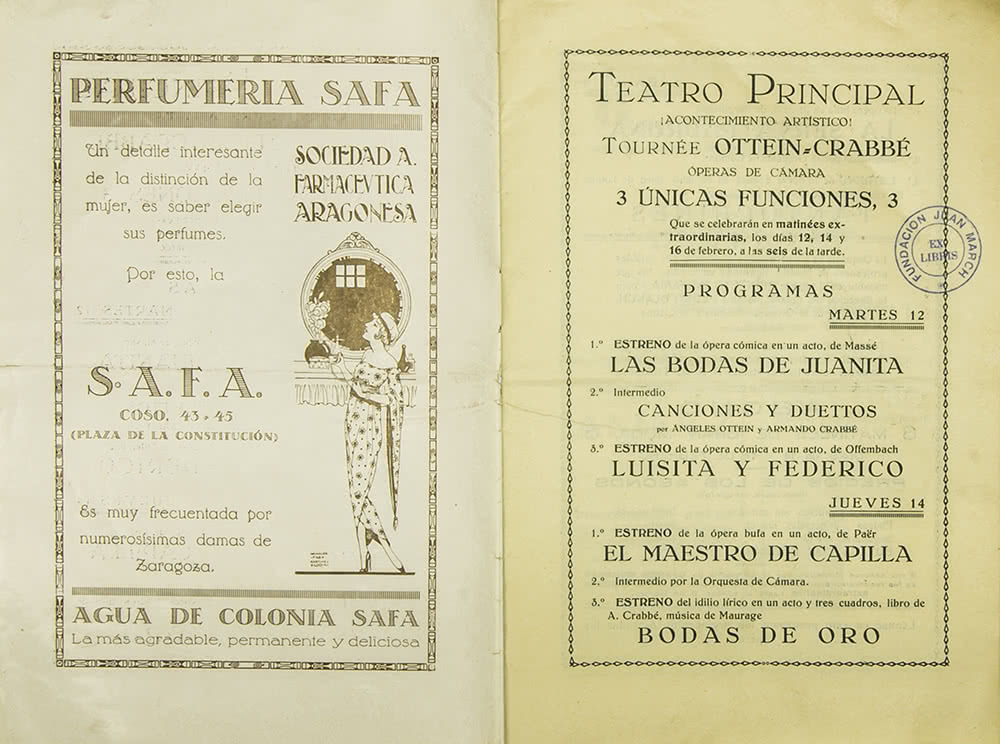 PERFUMERIA SAFA
Un detalle interesante
de la distinción de la
mujer, es saber elegir
sus perfumes.
Por esto, la
SOCIEDAD A.
FARMACEVTICA
ARAGONESA
S. A. F. A.
COSO, 43 y 45
(PLAZA DE LA CONSTITUCIÓN)
Es muy frecuentada por
numerosísimas damas de
Zaragoza.
AGUA DE COLONIA SAFA
La más agradable, permanente y deliciosa
TEATRO PRINCIPAL
¡ACONTECIMIENTO ARTÍSTICO!
TOURNÉE OTTEIN-CRABBÉ
ÓPERAS DE CÁMARA
3 ÚNICAS FUNCIONES, 3
Que se celebrarán en matinées ex-
traordinarias, los días 12, 14 y
16 de febrero, a las seis de la tarde.
FUNDACIÓN JUAN MARCH
EX
LIBRIS
PROGRAMAS
MARTES 12
1.º ESTRENO de la ópera cómica en un acto, de Massé
LAS BODAS DE JUANITA
2.º Intermedio
CANCIONES Y DUETTOS
por ÁNGELES OTTEIN y ARMANDO CRABBÉ
3.º ESTRENO de la ópera cómica en un acto, de Offembach
LUISITA Y FEDERICO
JUEVES 14
1.º ESTRENO de la ópera bufa en un acto, de Paër
EL MAESTRO DE CAPILLA
2.º Intermedio por la Orquesta de Cámara.
3.º ESTRENO del idilio lírico en un acto y tres cuadros, libro de
A. Crabbé, música de Maurage
BODAS DE ORO